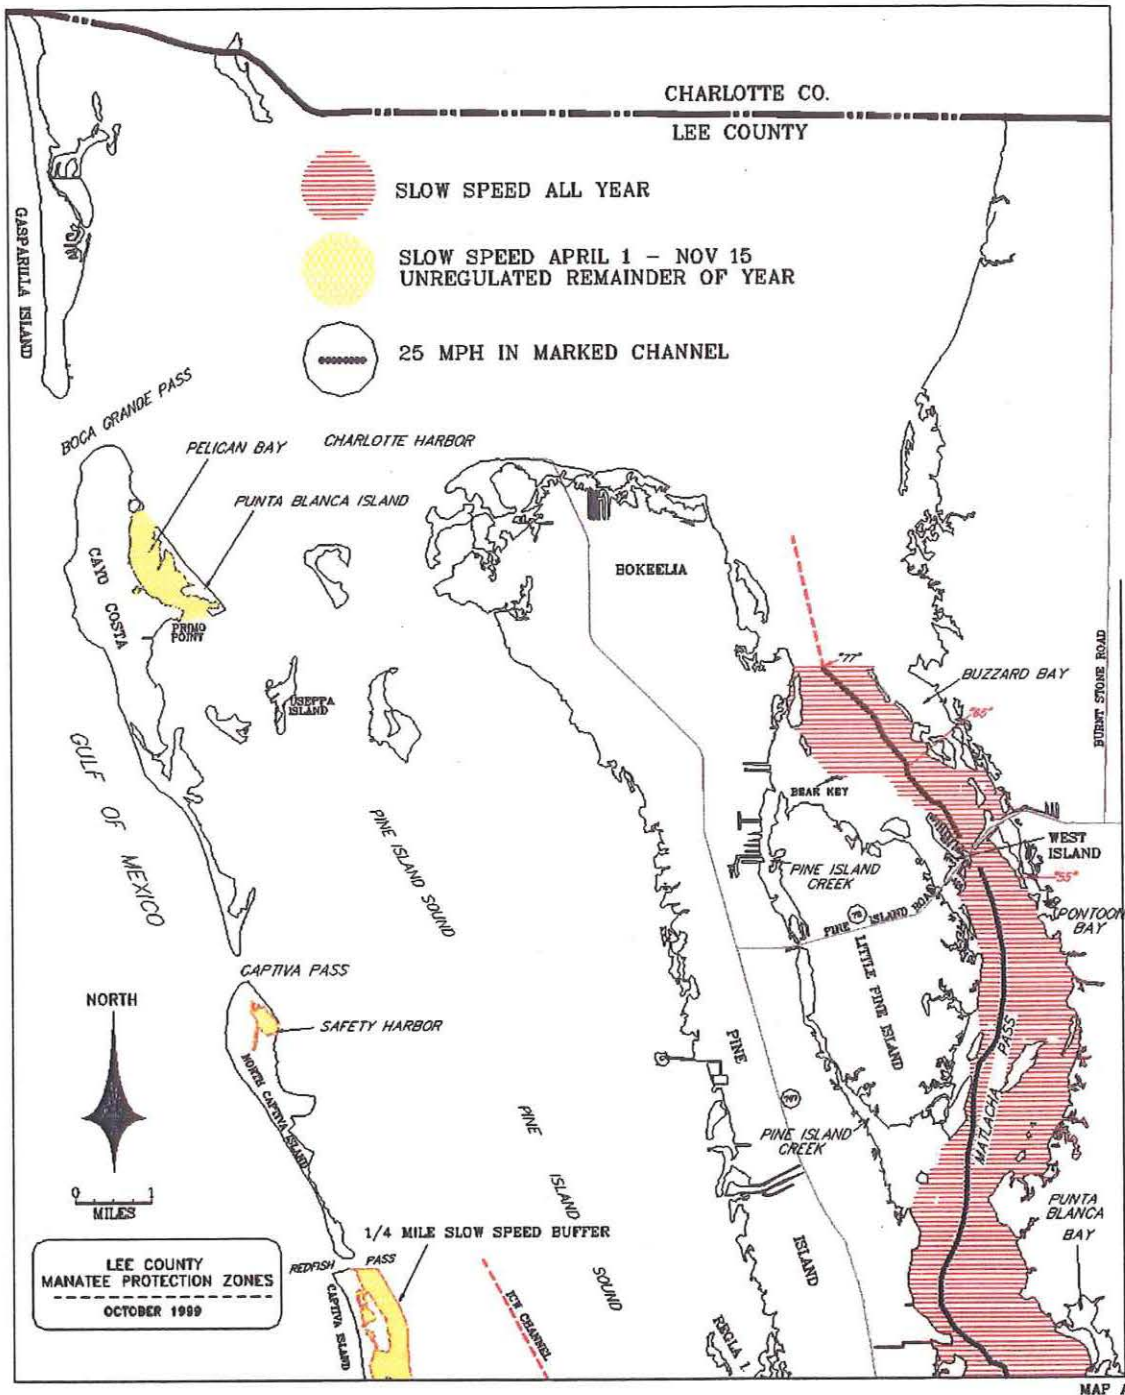 CHARLOTTE CO.
LEE COUNTY
SLOW SPEED ALL YEAR
SLOW SPEED APRIL 1 - NOV 15
UNREGULATED REMAINDER OF YEAR
25 MPH IN MARKED CHANNEL
GASPARILLA ISLAND
BOCA GRANDE PASS
PELICAN BAY
CHARLOTTE HARBOR
PUNTA BLANCA ISLAND
CAYO COSTA
PRIMO
POINT
BOKEELIA
"77"
BUZZARD BAY
"85"
BURNT STONE ROAD
USEPPA
ISLAND
GULF OF MEXICO
PINE ISLAND SOUND
BEAR KEY
WEST
ISLAND
PINE ISLAND
CREEK
"55"
PINE ISLAND ROAD
78
PONTOON
BAY
LITTLE PINE ISLAND
CAPTIVA PASS
SAFETY HARBOR
NORTH CAPTIVA ISLAND
NORTH
0 1
MILES
PINE
ISLAND
SOUND
PINE
ISLAND
767
PINE ISLAND
CREEK
MATLACHA PASS
PUNTA
BLANCA
BAY
1/4 MILE SLOW SPEED BUFFER
REDFISH PASS
CAPTIVA ISLAND
ICW CHANNEL
REGLA I.
LEE COUNTY
MANATEE PROTECTION ZONES
OCTOBER 1999
MAP A